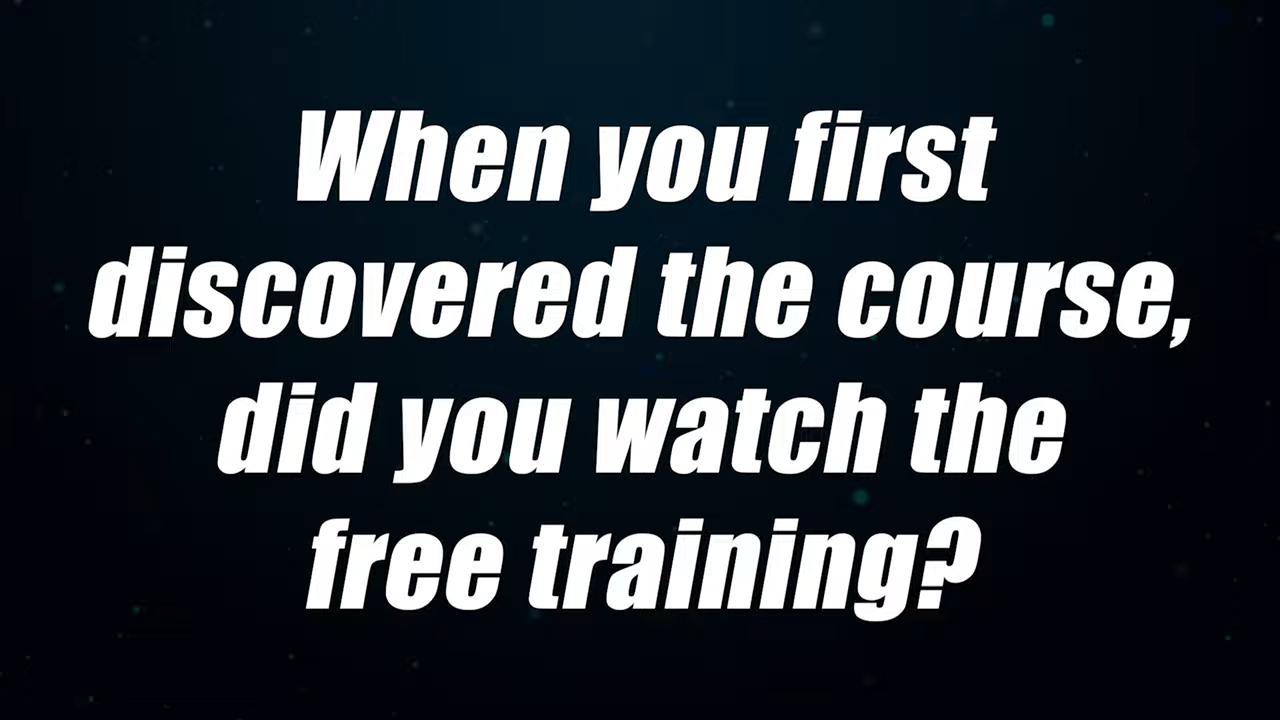 When you first
discovered the course,
did you watch the
free training?